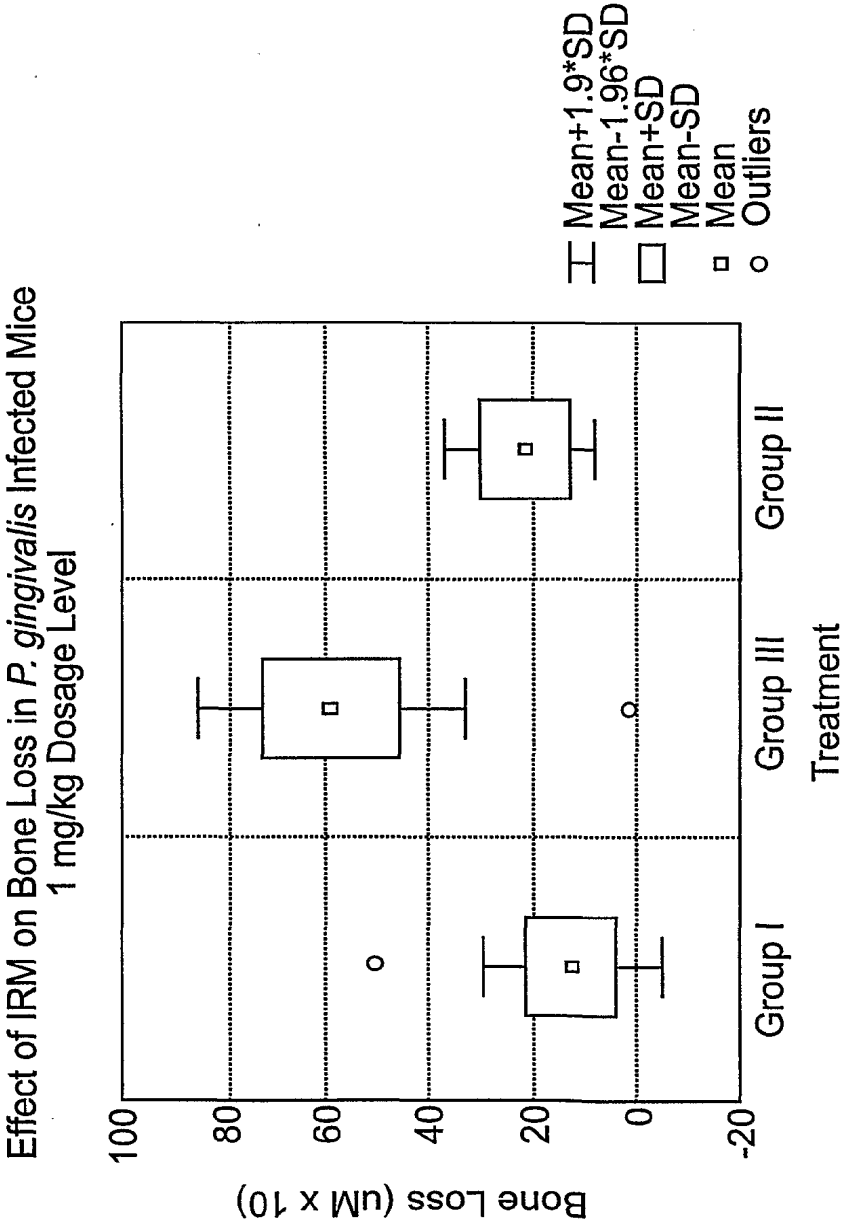 Effect of IRM on Bone Loss in P. gingivalis Infected Mice
1 mg/kg Dosage Level
Bone Loss (uM x 10)
100
80
60
40
20
0
-20
Group I
Group III
Group II
Treatment
Mean+1.9*SD
Mean-1.96*SD
Mean+SD
Mean-SD
Mean
Outliers